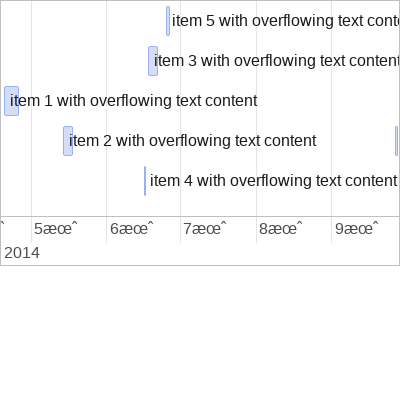 item 5 with overflowing text cont
item 3 with overflowing text content
item 1 with overflowing text content
item 2 with overflowing text content
item 4 with overflowing text content
ˆ 5æœˆ 6æœˆ 7æœˆ 8æœˆ 9æœˆ
2014